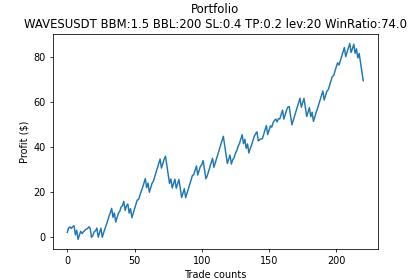 Portfolio
WAVESUSDT BBM:1.5 BBL:200 SL:0.4 TP:0.2 lev:20 WinRatio:74.0
Profit ($)
80
60
40
20
0
0 50 100 150 200
Trade counts